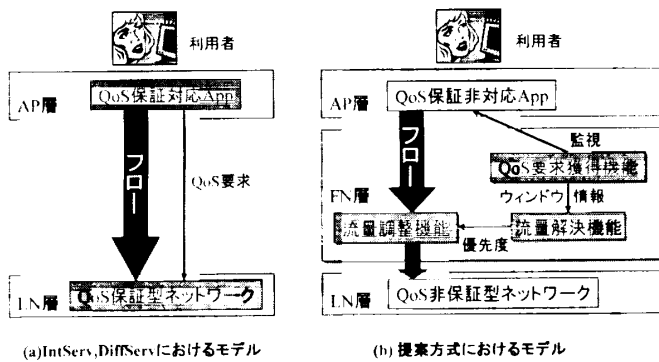 利用者
AP層
QoS保証対応App
フロー
QoS要求
LN層
QoS保証型ネットワーク
(a)IntServ,DiffServにおけるモデル
利用者
AP層
QoS保証非対応App
監視
フロー
QoS要求獲得機能
ウィンドウ 情報
FN層
流量調整機能
優先度
流量解決機能
LN層
QoS非保証型ネットワーク
(b) 提案方式におけるモデル